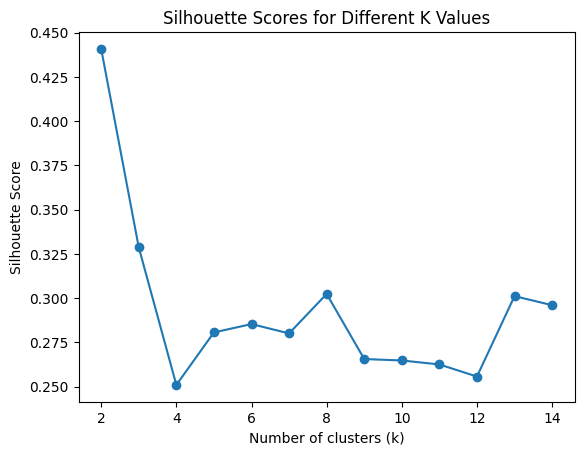 Silhouette Scores for Different K Values
0.450
0.425
0.400
0.375
0.350
0.325
0.300
0.275
0.250
Silhouette Score
2 4 6 8 10 12 14
Number of clusters (k)